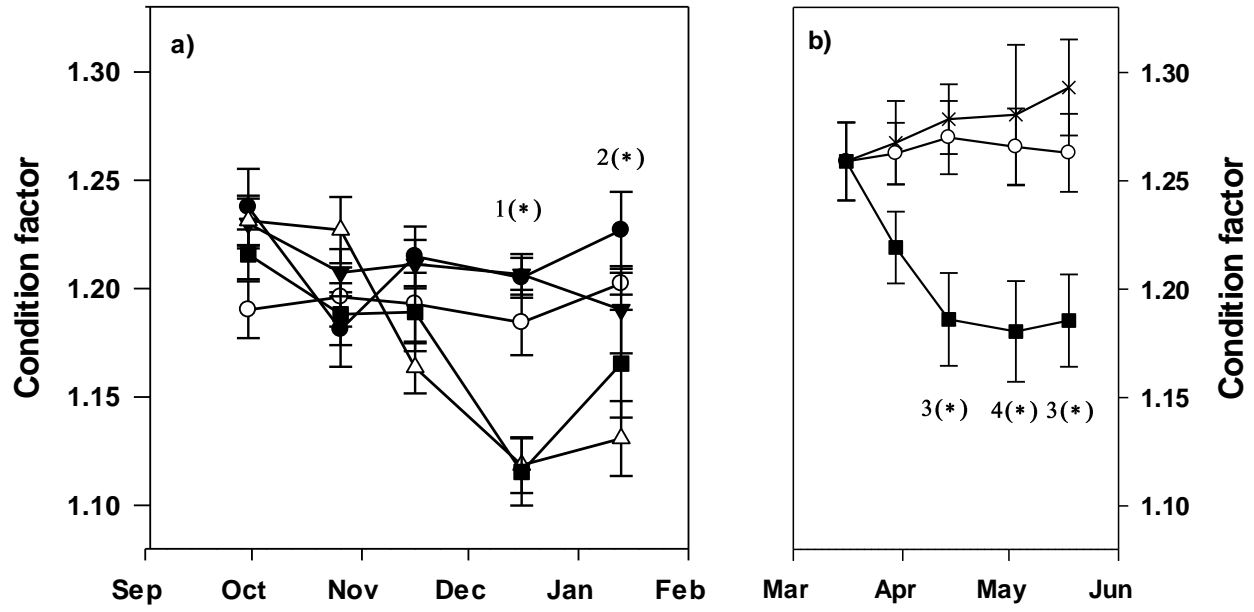 a)
b)
1.30
1.25
1.20
1.15
1.10
Condition factor
2(*)
1(*)
Sep Oct Nov Dec Jan Feb
3(*) 4(*) 3(*)
Mar Apr May Jun
1.30
1.25
1.20
1.15
1.10
Condition factor